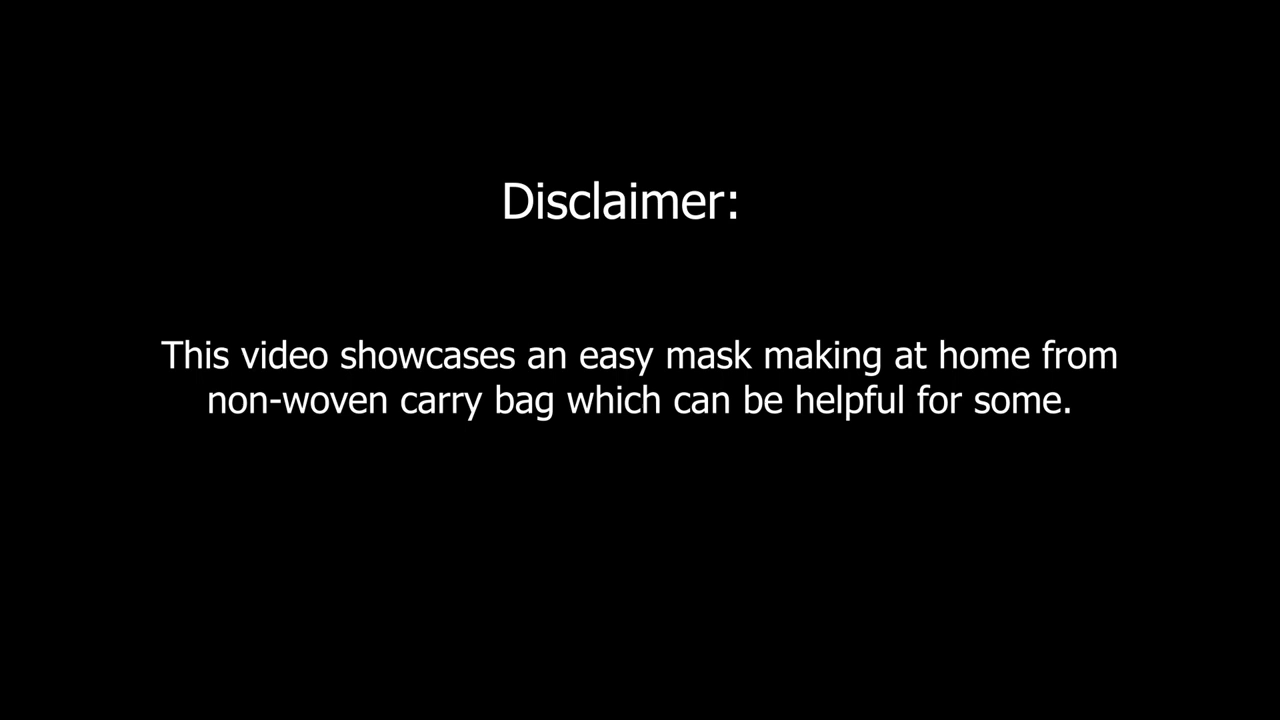 Disclaimer:
This video showcases an easy mask making at home from
non-woven carry bag which can be helpful for some.